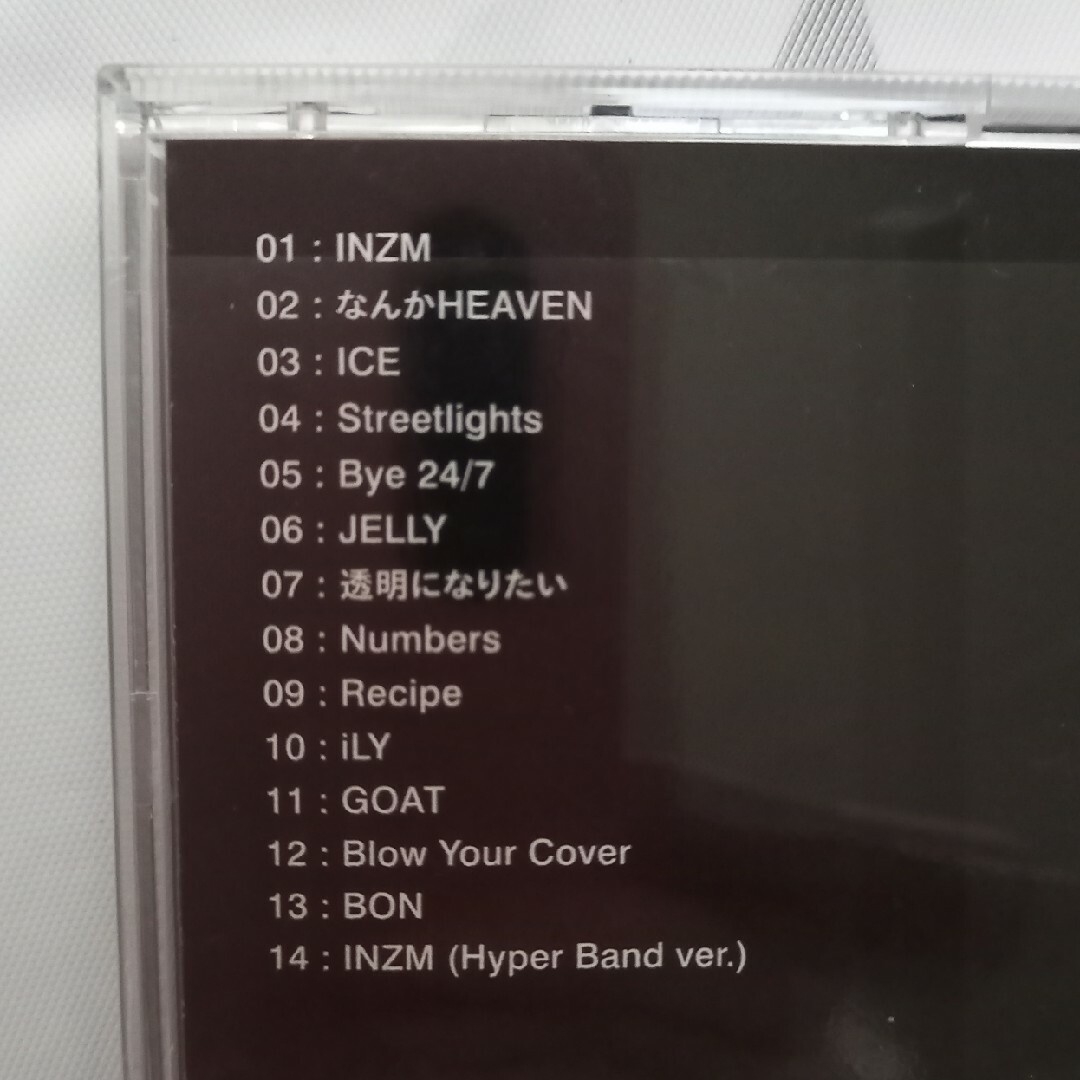 01 : INZM
02 : なんかHEAVEN
03 : ICE
04 : Streetlights
05 : Bye 24/7
06 : JELLY
07 : 透明になりたい
08 : Numbers
09 : Recipe
10 : iLY
11 : GOAT
12 : Blow Your Cover
13 : BON
14 : INZM (Hyper Band ver.)